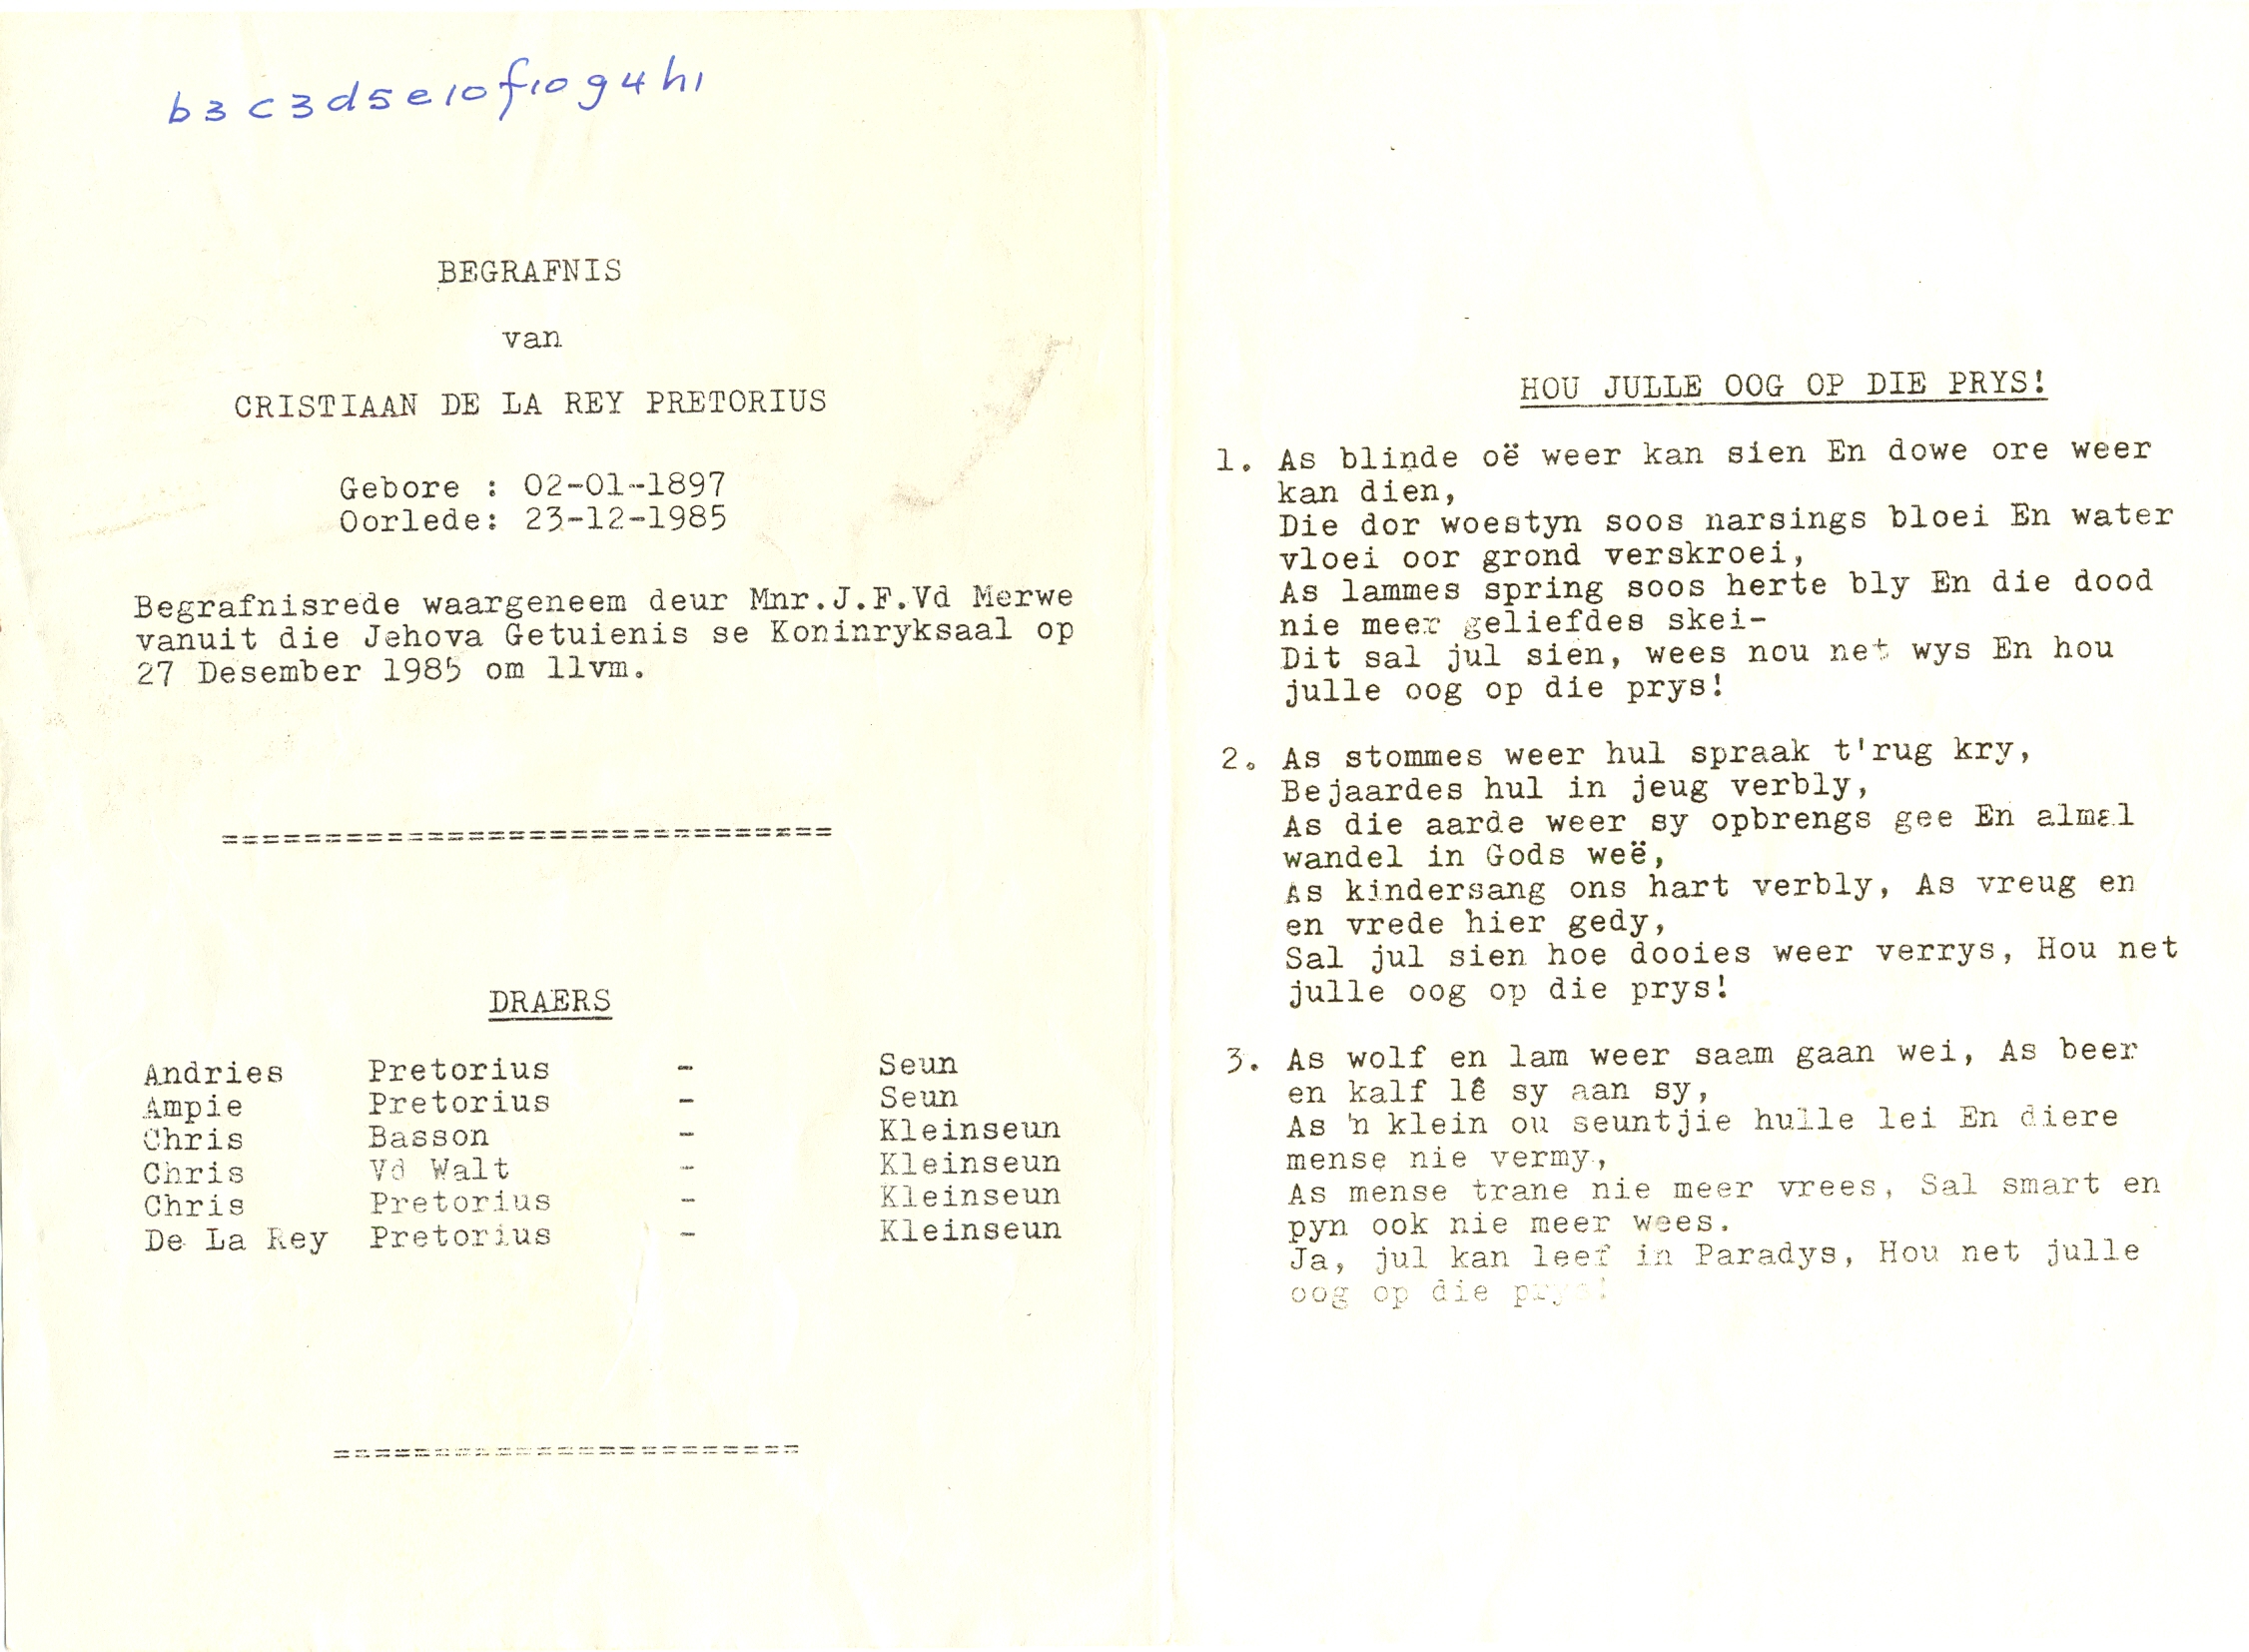 b3c3d5e10f10g4h1
BEGRAFNIS
van
CRISTIAAN DE LA REY PRETORIUS
Gebore : 02-01-1897
Oorlede: 23-12-1985
Begrafnisrede waargeneem deur Mnr.J.F.Vd Merwe
vanuit die Jehova Getuienis se Koninryksaal op
27 Desember 1985 om 11vm.
==============================
DRAERS
Andries Pretorius - Seun
Ampie Pretorius - Seun
Chris Basson - Kleinseun
Chris Vd Walt - Kleinseun
Chris Pretorius - Kleinseun
De La Rey Pretorius - Kleinseun
=======================
HOU JULLE OOG OP DIE PRYS!
1. As blinde oë weer kan sien En dowe ore weer
kan dien,
Die dor woestyn soos narsings bloei En water
vloei oor grond verskroei,
As lammes spring soos herte bly En die dood
nie meer geliefdes skei-
Dit sal jul sien, wees nou net wys En hou
julle oog op die prys!
2. As stommes weer hul spraak t'rug kry,
Bejaardes hul in jeug verbly,
As die aarde weer sy opbrengs gee En almal
wandel in Gods weë,
As kindersang ons hart verbly, As vreug en
en vrede hier gedy,
Sal jul sien hoe dooies weer verrys, Hou net
julle oog op die prys!
3. As wolf en lam weer saam gaan wei, As beer
en kalf lê sy aan sy,
As 'n klein ou seuntjie hulle lei En diere
mense nie vermy,
As mense trane nie meer vrees, Sal smart en
pyn ook nie meer wees.
Ja, jul kan leef in Paradys, Hou net julle
oog op die prys!